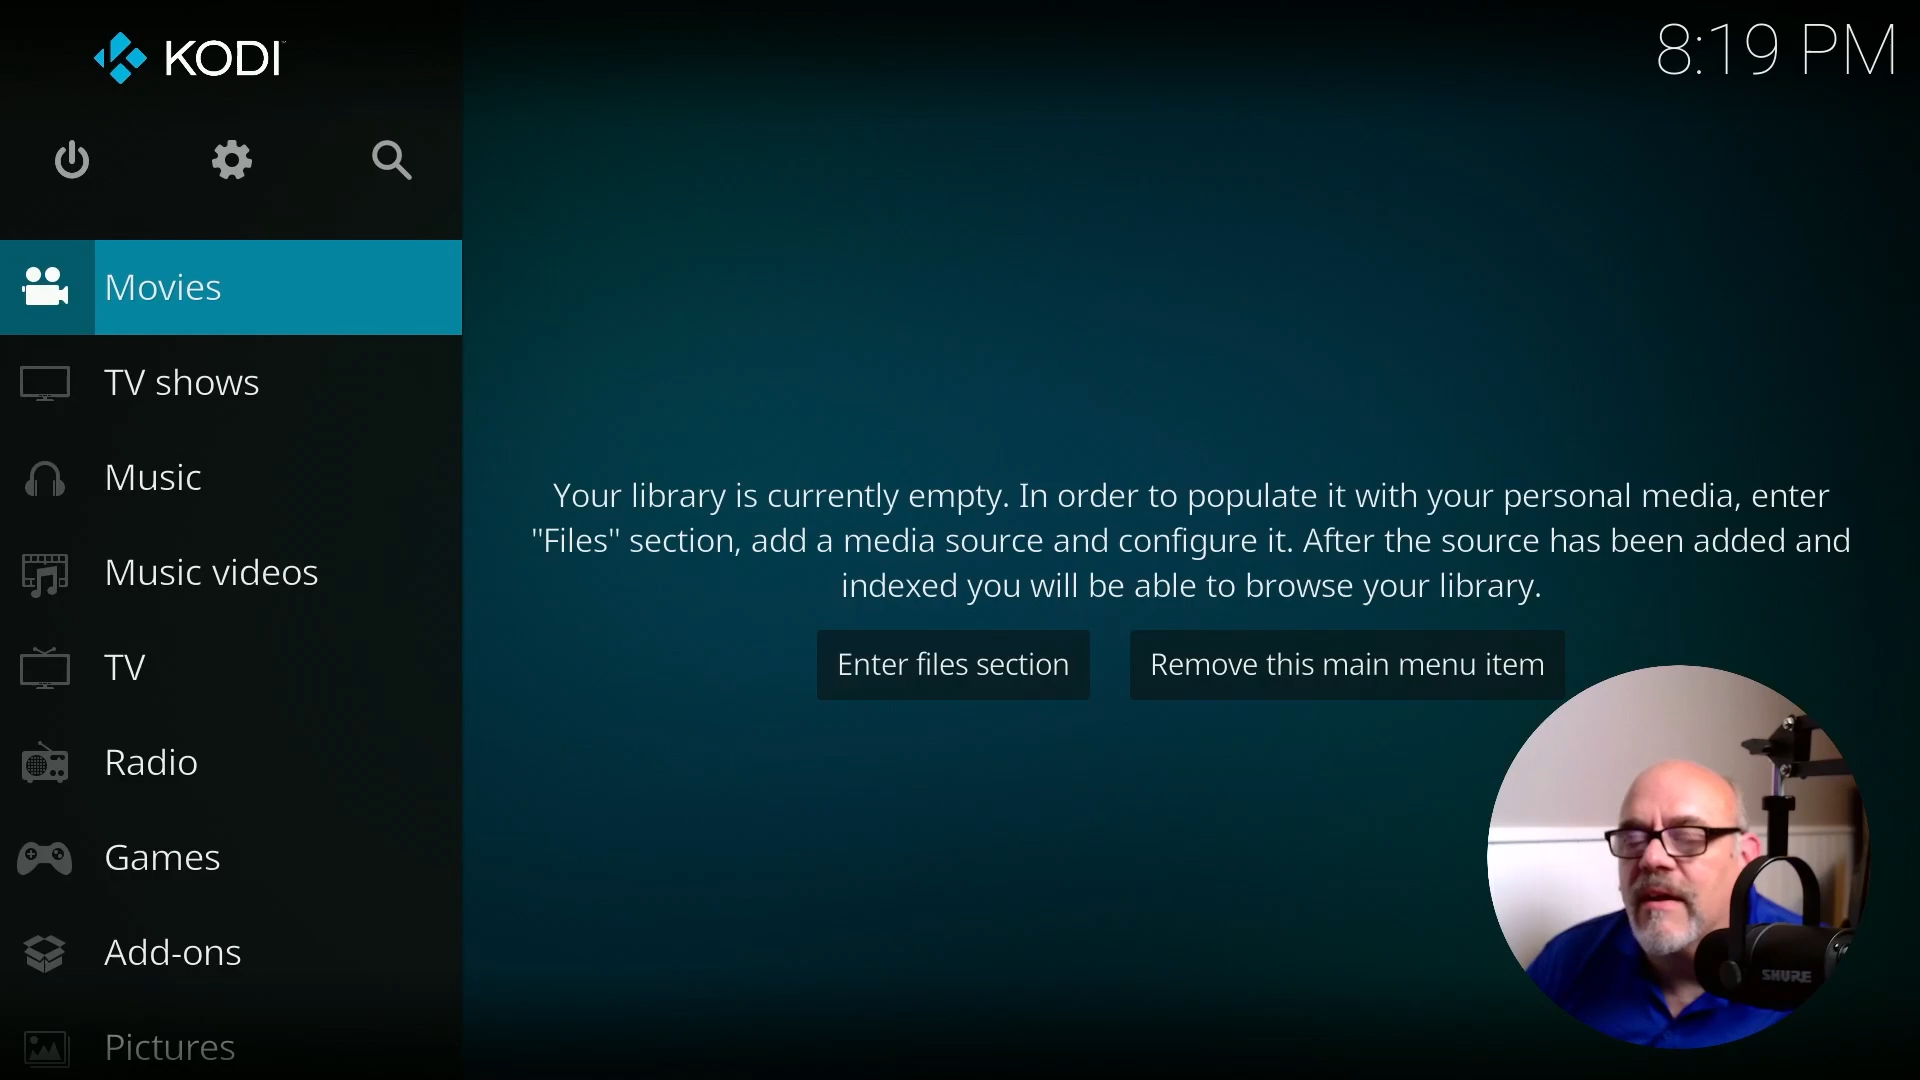 KODI
8:19 PM
Movies
TV shows
Music
Music videos
TV
Radio
Games
Add-ons
Pictures
Your library is currently empty. In order to populate it with your personal media, enter
"Files" section, add a media source and configure it. After the source has been added and
indexed you will be able to browse your library.
Enter files section
Remove this main menu item
SHURE